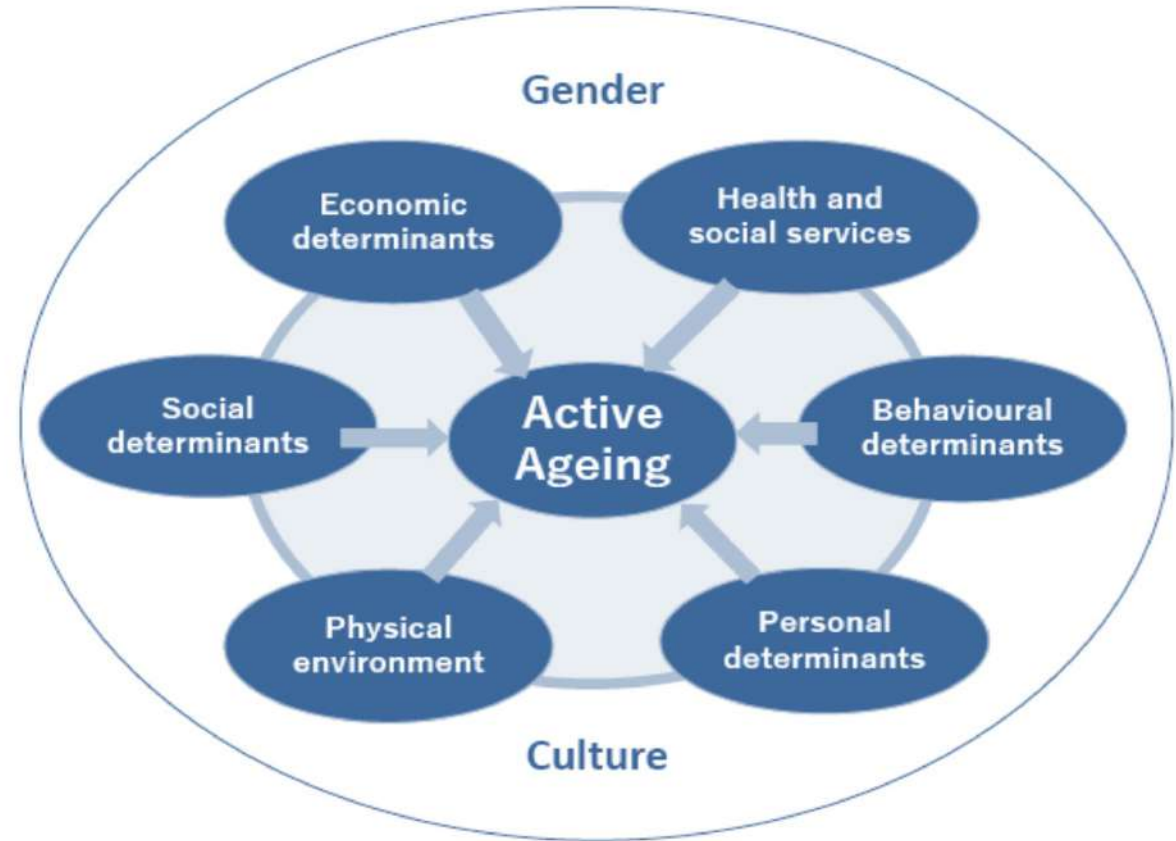 Gender
Economic
determinants
Health and
social services
Social
determinants
Active
Ageing
Behavioural
determinants
Physical
environment
Personal
determinants
Culture